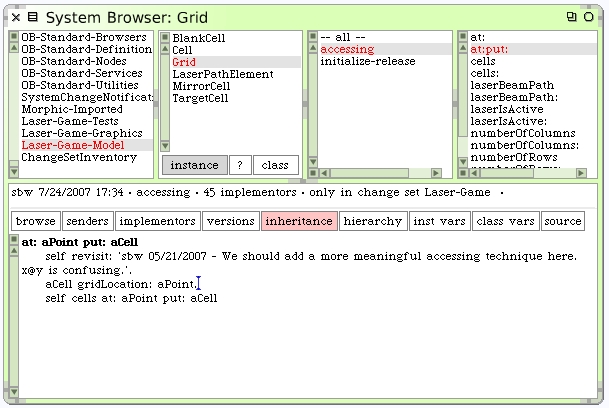 System Browser: Grid
OB-Standard-Browsers
OB-Standard-Definition
OB-Standard-Nodes
OB-Standard-Services
OB-Standard-Utilities
SystemChangeNotificat
Morphic-Imported
Laser-Game-Tests
Laser-Game-Graphics
Laser-Game-Model
ChangeSetInventory
BlankCell
Cell
Grid
LaserPathElement
MirrorCell
TargetCell
instance ? class
-- all --
accessing
initialize-release
at:
at:put:
cells
cells:
laserBeamPath
laserBeamPath:
laserIsActive
laserIsActive:
numberOfColumns
numberOfColumns:
numberOfRows
numberOfRows:
sbw 7/24/2007 17:34 · accessing · 45 implementors · only in change set Laser-Game ·
browse senders implementors versions inheritance hierarchy inst vars class vars source
at: aPoint put: aCell
self revisit: 'sbw 05/21/2007 - We should add a more meaningful accessing technique here.
x@y is confusing.'.
aCell gridLocation: aPoint.
self cells at: aPoint put: aCell